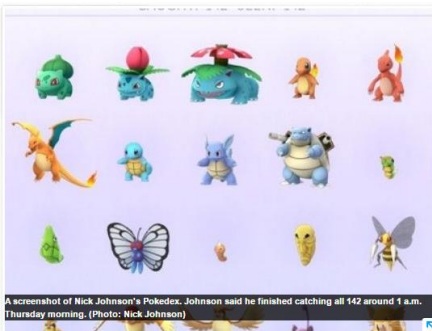 A screenshot of Nick Johnson's Pokedex. Johnson said he finished catching all 142 around 1 a.m.
Thursday morning. (Photo: Nick Johnson)